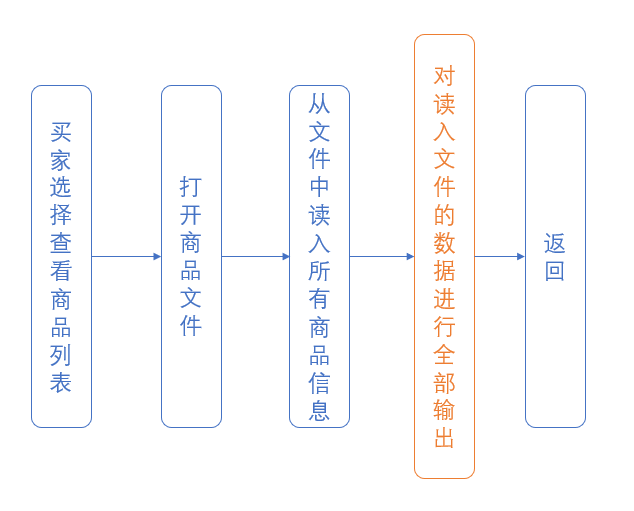 买家选择查看商品列表
打开商品文件
从文件中读入所有商品信息
对读入文件的数据进行全部输出
返回